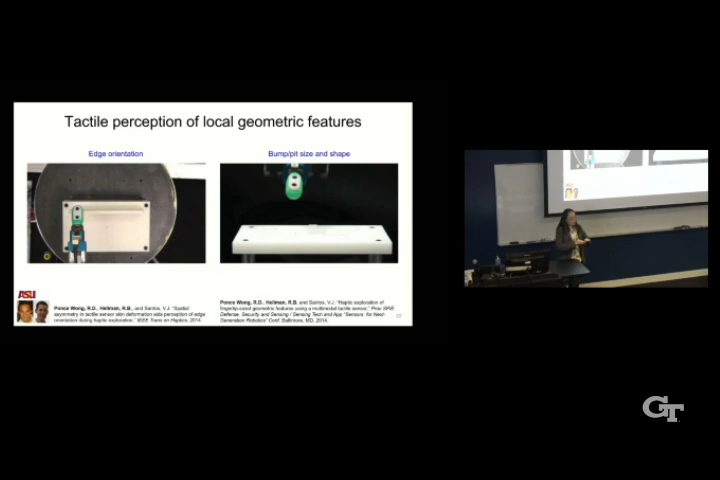 Tactile perception of local geometric features
Edge orientation
Bump/pit size and shape
ASU
Ponce Wong, R.D., Hellman, R.B., and Santos, V.J. "Spatial
asymmetry in tactile sensor skin deformation aids perception of edge
orientation during haptic exploration," IEEE Trans on Haptics, 2014.
Ponce Wong, R.D., Hellman, R.B. and Santos, V.J. "Haptic exploration
of fingertip-sized geometric features using a multimodal tactile sensor," Proc SPIE
Defense, Security and Sensing / Sensing Tech and App "Sensors for Next-
Generation Robotics" Conf, Baltimore, MD, 2014.
GT